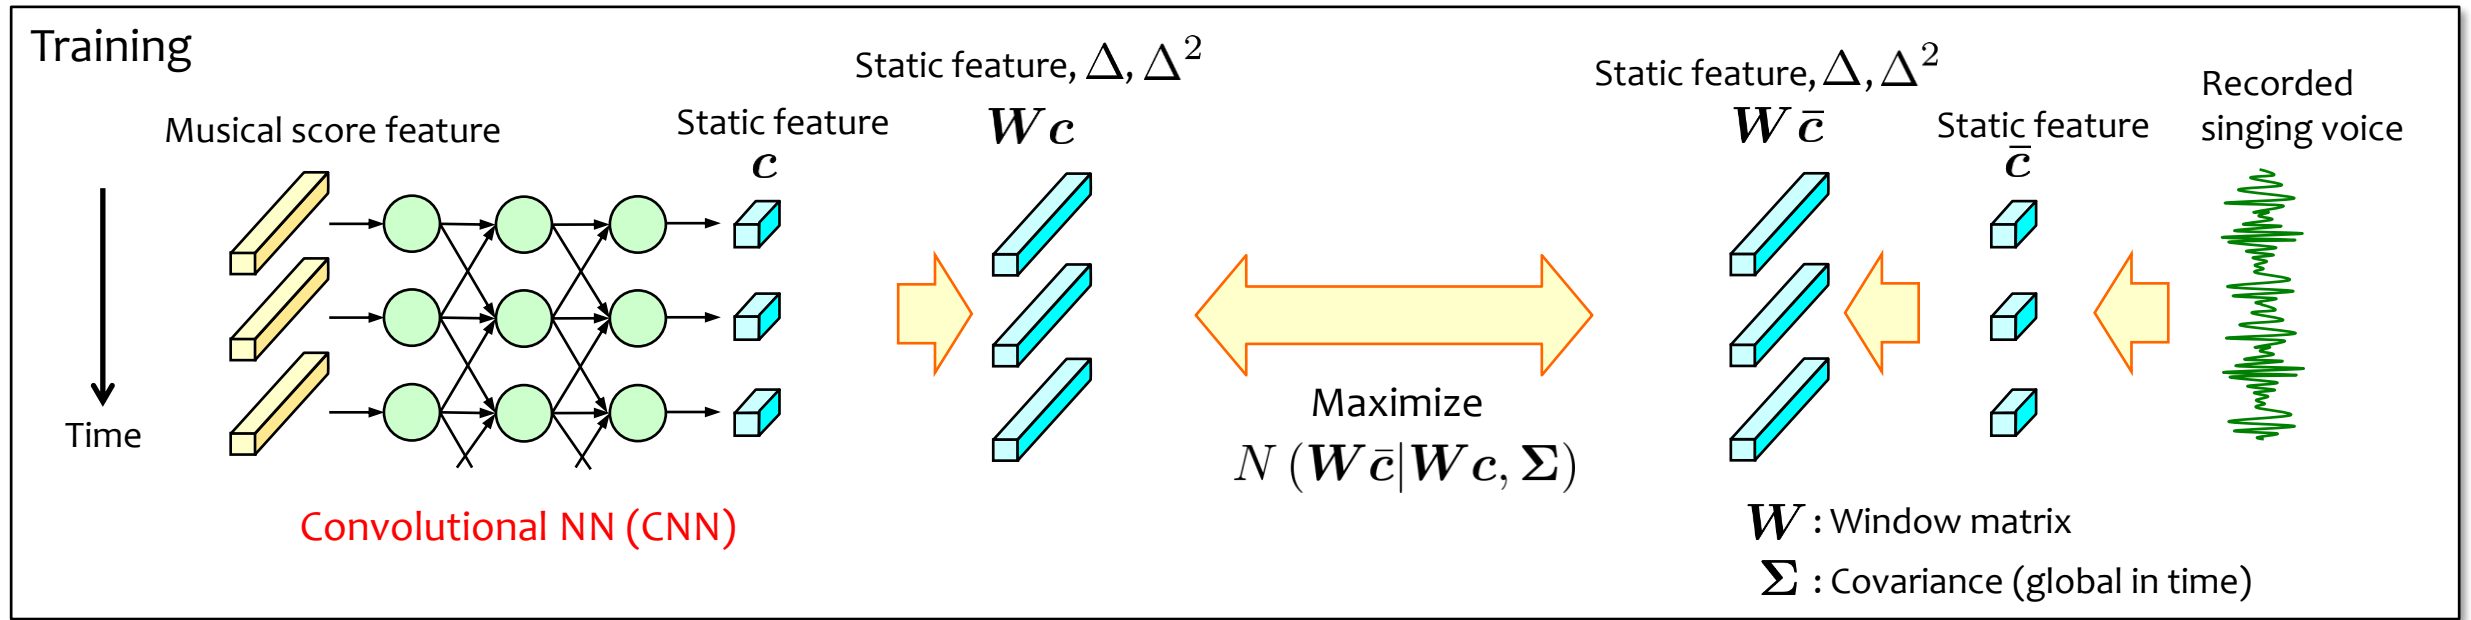 Training
Musical score feature
Time
Convolutional NN (CNN)
Static feature
c
Static feature, Δ, Δ²
Wc
Maximize
N (Wc̄|Wc, Σ)
Static feature, Δ, Δ²
Wc̄
Static feature
c̄
Recorded
singing voice
W : Window matrix
Σ : Covariance (global in time)